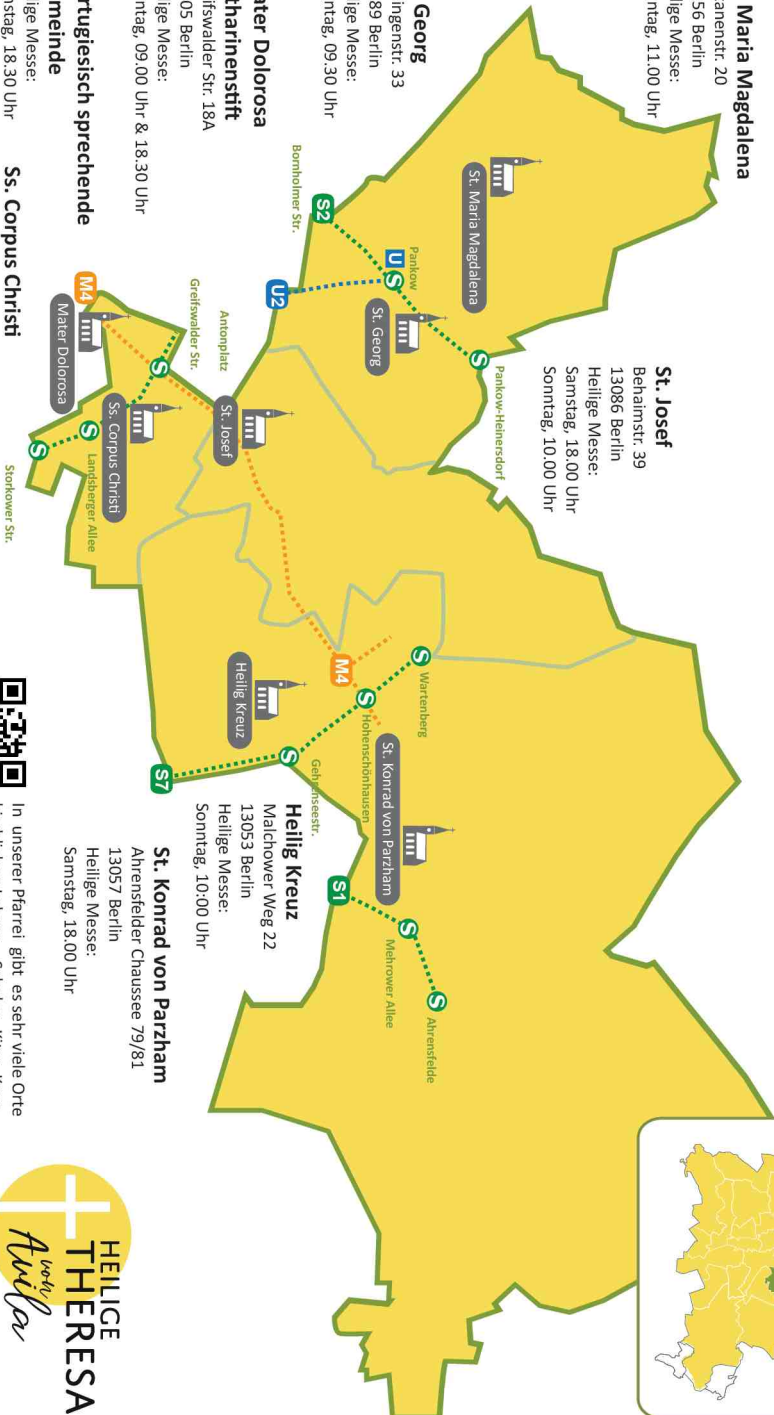 Maria Magdalena
anenstr. 20
56 Berlin
lige Messe:
ntag, 11.00 Uhr
St. Josef
Behaimstr. 39
13086 Berlin
Heilige Messe:
Samstag, 18.00 Uhr
Sonntag, 10.00 Uhr
St. Maria Magdalena
Pankow-Heinersdorf
Georg
ingenstr. 33
89 Berlin
lige Messe:
ntag, 09.30 Uhr
Pankow
U
S
S
St. Georg
S2
Bornholmer Str.
U2
Wartenberg
S
Ahrensfelde
S
Mehrower Allee
S
St. Konrad von Parzham
Hohenschönhausen
S
M4
S1
Gehrenseestr.
S
Heilig Kreuz
Malchower Weg 22
13053 Berlin
Heilige Messe:
Sonntag, 10:00 Uhr
ater Dolorosa
tharinenstift
eifswalder Str. 18A
05 Berlin
ige Messe:
ntag, 09.00 Uhr & 18.30 Uhr
Antonplatz
St. Josef
Heilig Kreuz
Greifswalder Str.
S
S7
St. Konrad von Parzham
Ahrensfelder Chaussee 79/81
13057 Berlin
Heilige Messe:
Samstag, 18.00 Uhr
M4
Mater Dolorosa
Ss. Corpus Christi
S
Landsberger Allee
S
Storkower Str.
rtugiesisch sprechende
meinde
ige Messe:
nstag, 18.30 Uhr
Ss. Corpus Christi
In unserer Pfarrei gibt es sehr viele Orte
HEILIGE
THERESA
von
Avila